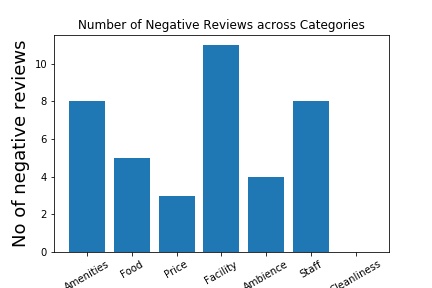 Number of Negative Reviews across Categories
No of negative reviews
10
8
6
4
2
0
Amenities
Food
Price
Facility
Ambience
Staff
Cleanliness